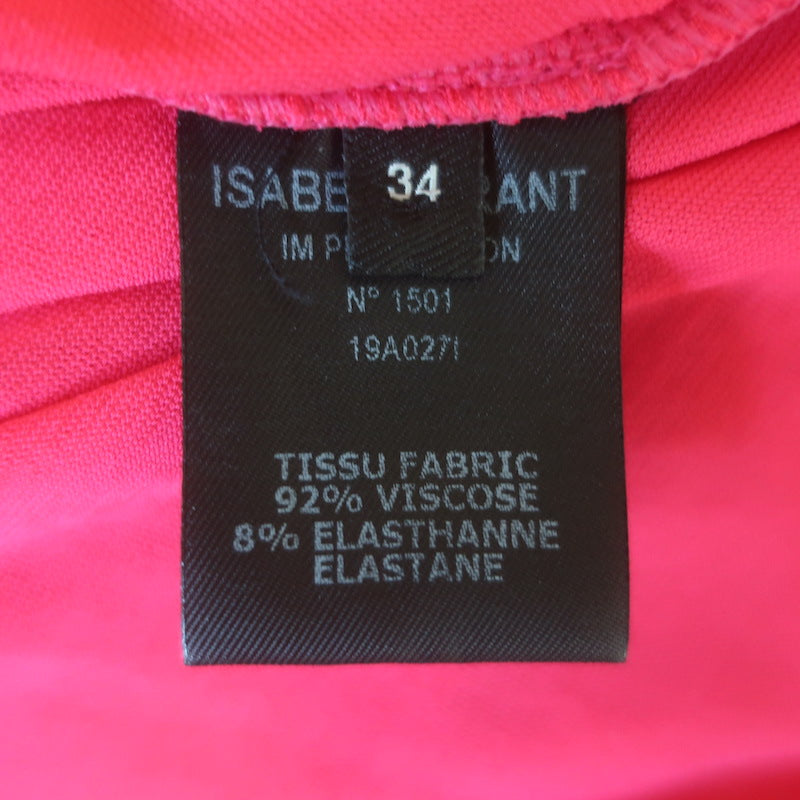 34
N° 1501
19A027I
TISSU FABRIC
92% VISCOSE
8% ELASTHANNE
ELASTANE